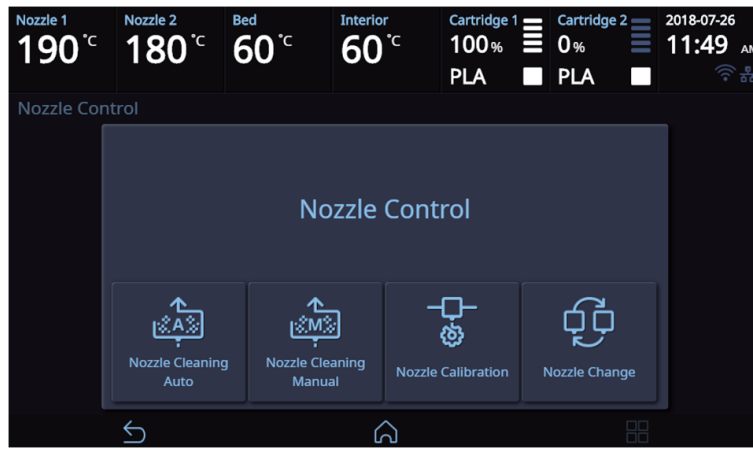 Nozzle 1 Nozzle 2 Bed Interior Cartridge 1 Cartridge 2 2018-07-26
190 °C 180 °C 60 °C 60 °C 100 % 0 % 11:49 AM
PLA PLA
Nozzle Control
Nozzle Control
A M
Nozzle Cleaning Auto
Nozzle Cleaning Manual
Nozzle Calibration
Nozzle Change